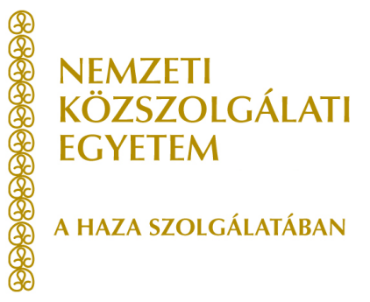 NEMZETI
KÖZSZOLGÁLATI
EGYETEM
A HAZA SZOLGÁLATÁBAN